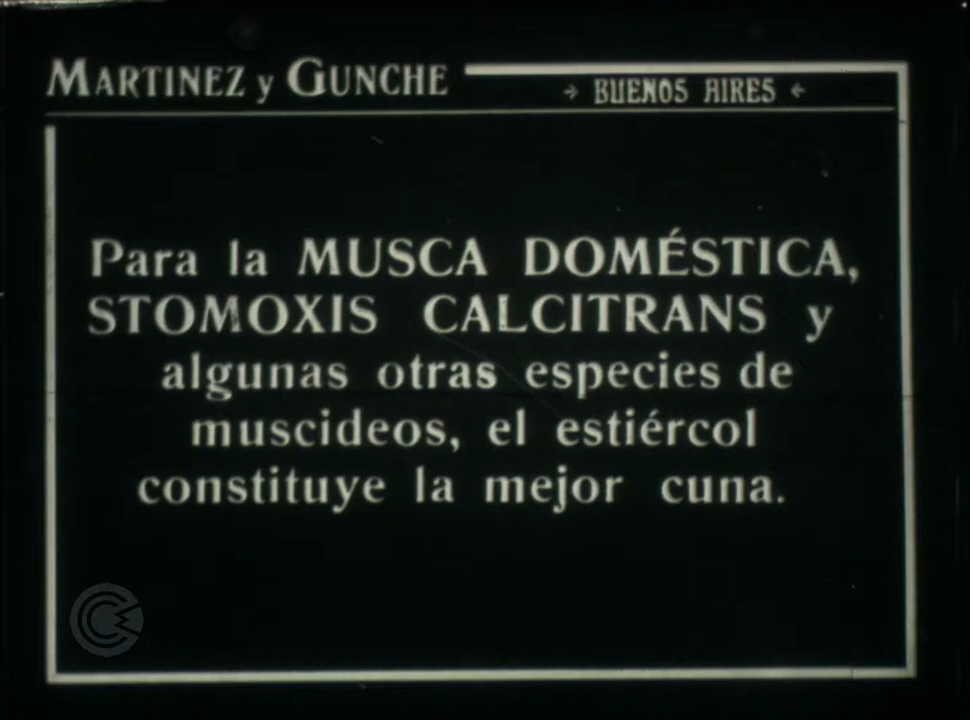 MARTINEZ y GUNCHE
BUENOS AIRES
Para la MUSCA DOMÉSTICA,
STOMOXIS CALCITRANS y
algunas otras especies de
muscideos, el estiércol
constituye la mejor cuna.